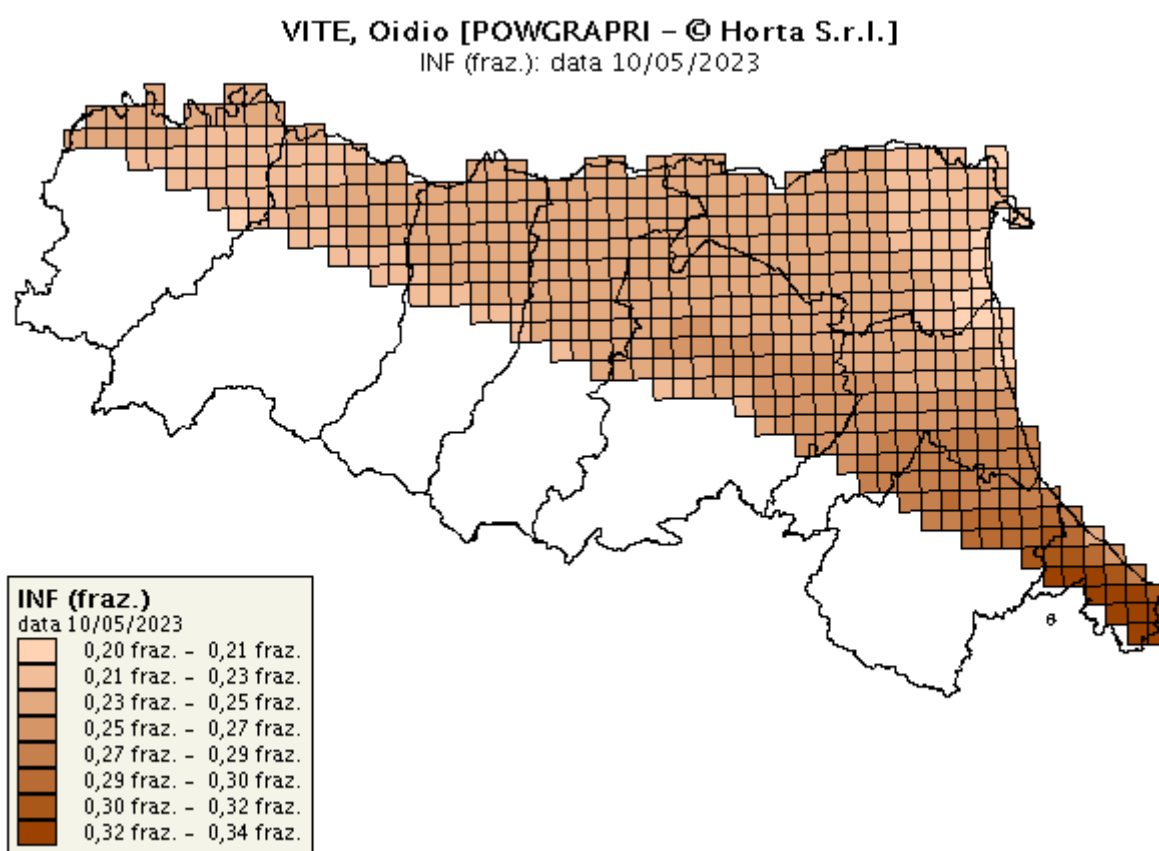 VITE, Oidio [POWGRAPRI – © Horta S.r.l.]
INF (fraz.): data 10/05/2023
INF (fraz.)
data 10/05/2023
0,20 fraz. – 0,21 fraz.
0,21 fraz. – 0,23 fraz.
0,23 fraz. – 0,25 fraz.
0,25 fraz. – 0,27 fraz.
0,27 fraz. – 0,29 fraz.
0,29 fraz. – 0,30 fraz.
0,30 fraz. – 0,32 fraz.
0,32 fraz. – 0,34 fraz.